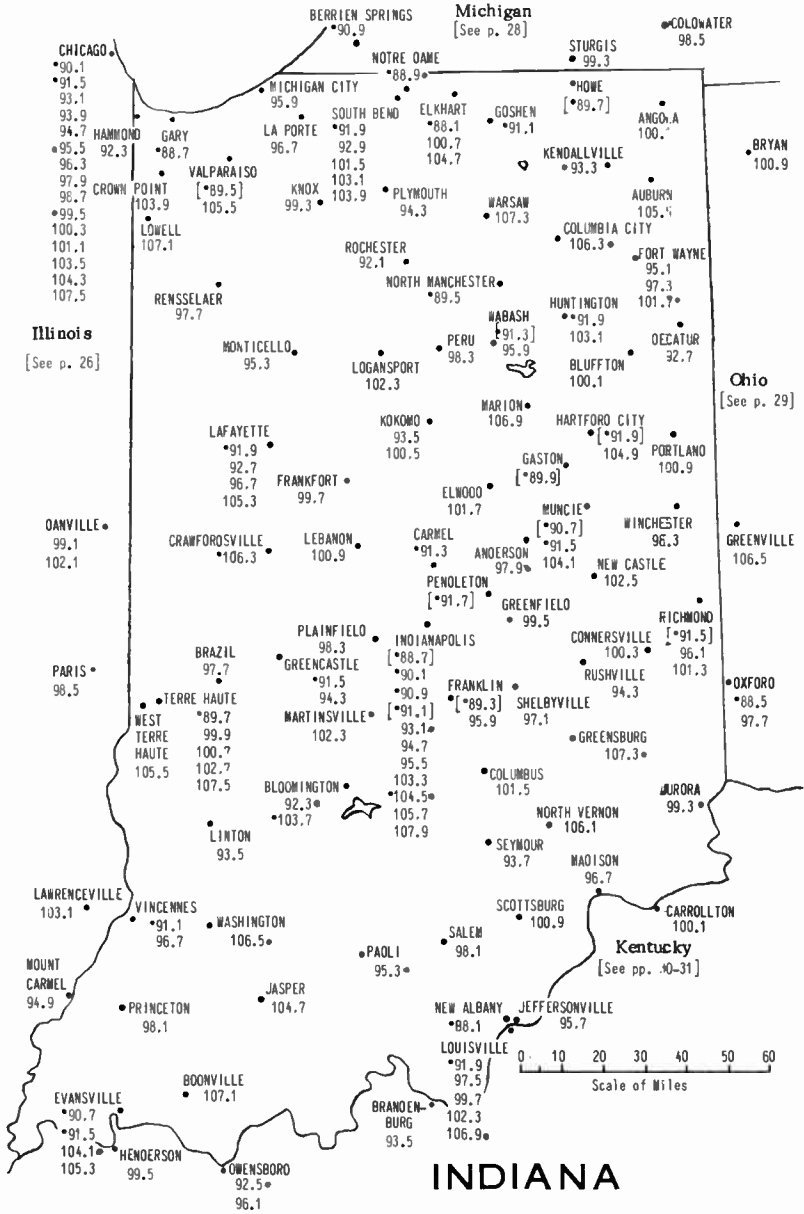 BERRIEN SPRINGS
90.9
Michigan
[See p. 28]
COLDWATER
98.5
CHICAGO
•90.1
•91.5
93.1
93.9
94.7
•95.5
96.3
97.9
98.7
•99.5
100.3
101.1
103.5
104.3
107.5
NOTRE DAME
•88.9•
STURGIS
99.3
MICHIGAN CITY
95.9
HOWE
[•89.7]
HAMMOND
92.3
GARY
•88.7
LA PORTE
96.7
SOUTH BEND
•91.9
92.9
101.5
103.1
103.9
ELKHART
•88.1
100.7
104.7
GOSHEN
•91.1
ANGOLA
BRYAN
100.9
VALPARAISO
[•89.5]
105.5
KENDALLVILLE
•93.3
CROWN POINT
103.9
KNOX
99.3
PLYMOUTH
94.3
AUBURN
LOWELL
107.1
WARSAW
107.3
COLUMBIA CITY
106.3•
ROCHESTER
92.1
FORT WAYNE
95.1
97.3
101.7•
RENSSELAER
97.7
NORTH MANCHESTER
•89.5
HUNTINGTON
•91.9
103.1
Illinois
[See p. 26]
WABASH
[•91.3]
95.9
MONTICELLO
95.3
PERU
98.3
DECATUR
92.7
LOGANSPORT
102.3
BLUFFTON
100.1
Ohio
[See p. 29]
MARION
106.9
KOKOMO
93.5
100.5
HARTFORD CITY
[•91.9]
104.9
LAFAYETTE
•91.9
92.7
96.7
105.3
PORTLAND
100.9
GASTON
[•89.9]
FRANKFORT
99.7
ELWOOD
101.7
DANVILLE
99.1
102.1
MUNCIE
[•90.7]
•91.5
104.1
WINCHESTER
96.3
GREENVILLE
106.5
CRAWFORDSVILLE
•106.3
LEBANON
100.9
CARMEL
•91.3
ANDERSON
97.9•
NEW CASTLE
102.5
PENDLETON
[•91.7]
GREENFIELD
99.5
RICHMOND
[•91.5]
96.1
101.3
PLAINFIELD
98.3
INDIANAPOLIS
[•88.7]
•90.1
•90.9
[•91.1]
93.1•
94.7
95.5
103.3
•104.5•
105.7
107.9
CONNERSVILLE
100.3
BRAZIL
97.7
GREENCASTLE
•91.5
94.3
RUSHVILLE
94.3
PARIS
98.5
FRANKLIN
[•89.3]
95.9
OXFORD
•88.5
97.7
TERRE HAUTE
•89.7
99.9
100.7
102.7
107.5
SHELBYVILLE
97.1
WEST
TERRE
HAUTE
105.5
MARTINSVILLE
102.3
GREENSBURG
107.3•
COLUMBUS
101.5
BLOOMINGTON
92.3•
•103.7
AURORA
99.3
LINTON
93.5
NORTH VERNON
106.1
SEYMOUR
93.7
MADISON
96.7
LAWRENCEVILLE
103.1
VINCENNES
•91.1
96.7
WASHINGTON
106.5•
SCOTTSBURG
100.9
CARROLLTON
100.1
SALEM
98.1
PAOLI
95.3•
Kentucky
MOUNT
CARMEL
94.9
PRINCETON
98.1
JASPER
104.7
NEW ALBANY
•88.1
JEFFERSONVILLE
95.7
LOUISVILLE
•91.9
97.5
99.7
102.3
106.9•
0 10 20 30 40 50 60
Scale of Miles
BOONVILLE
107.1
EVANSVILLE
•90.7
•91.5
104.1•
105.3
BRANDEN-
BURG
93.5
HENDERSON
99.5
OWENSBORO
92.5•
96.1
INDIANA